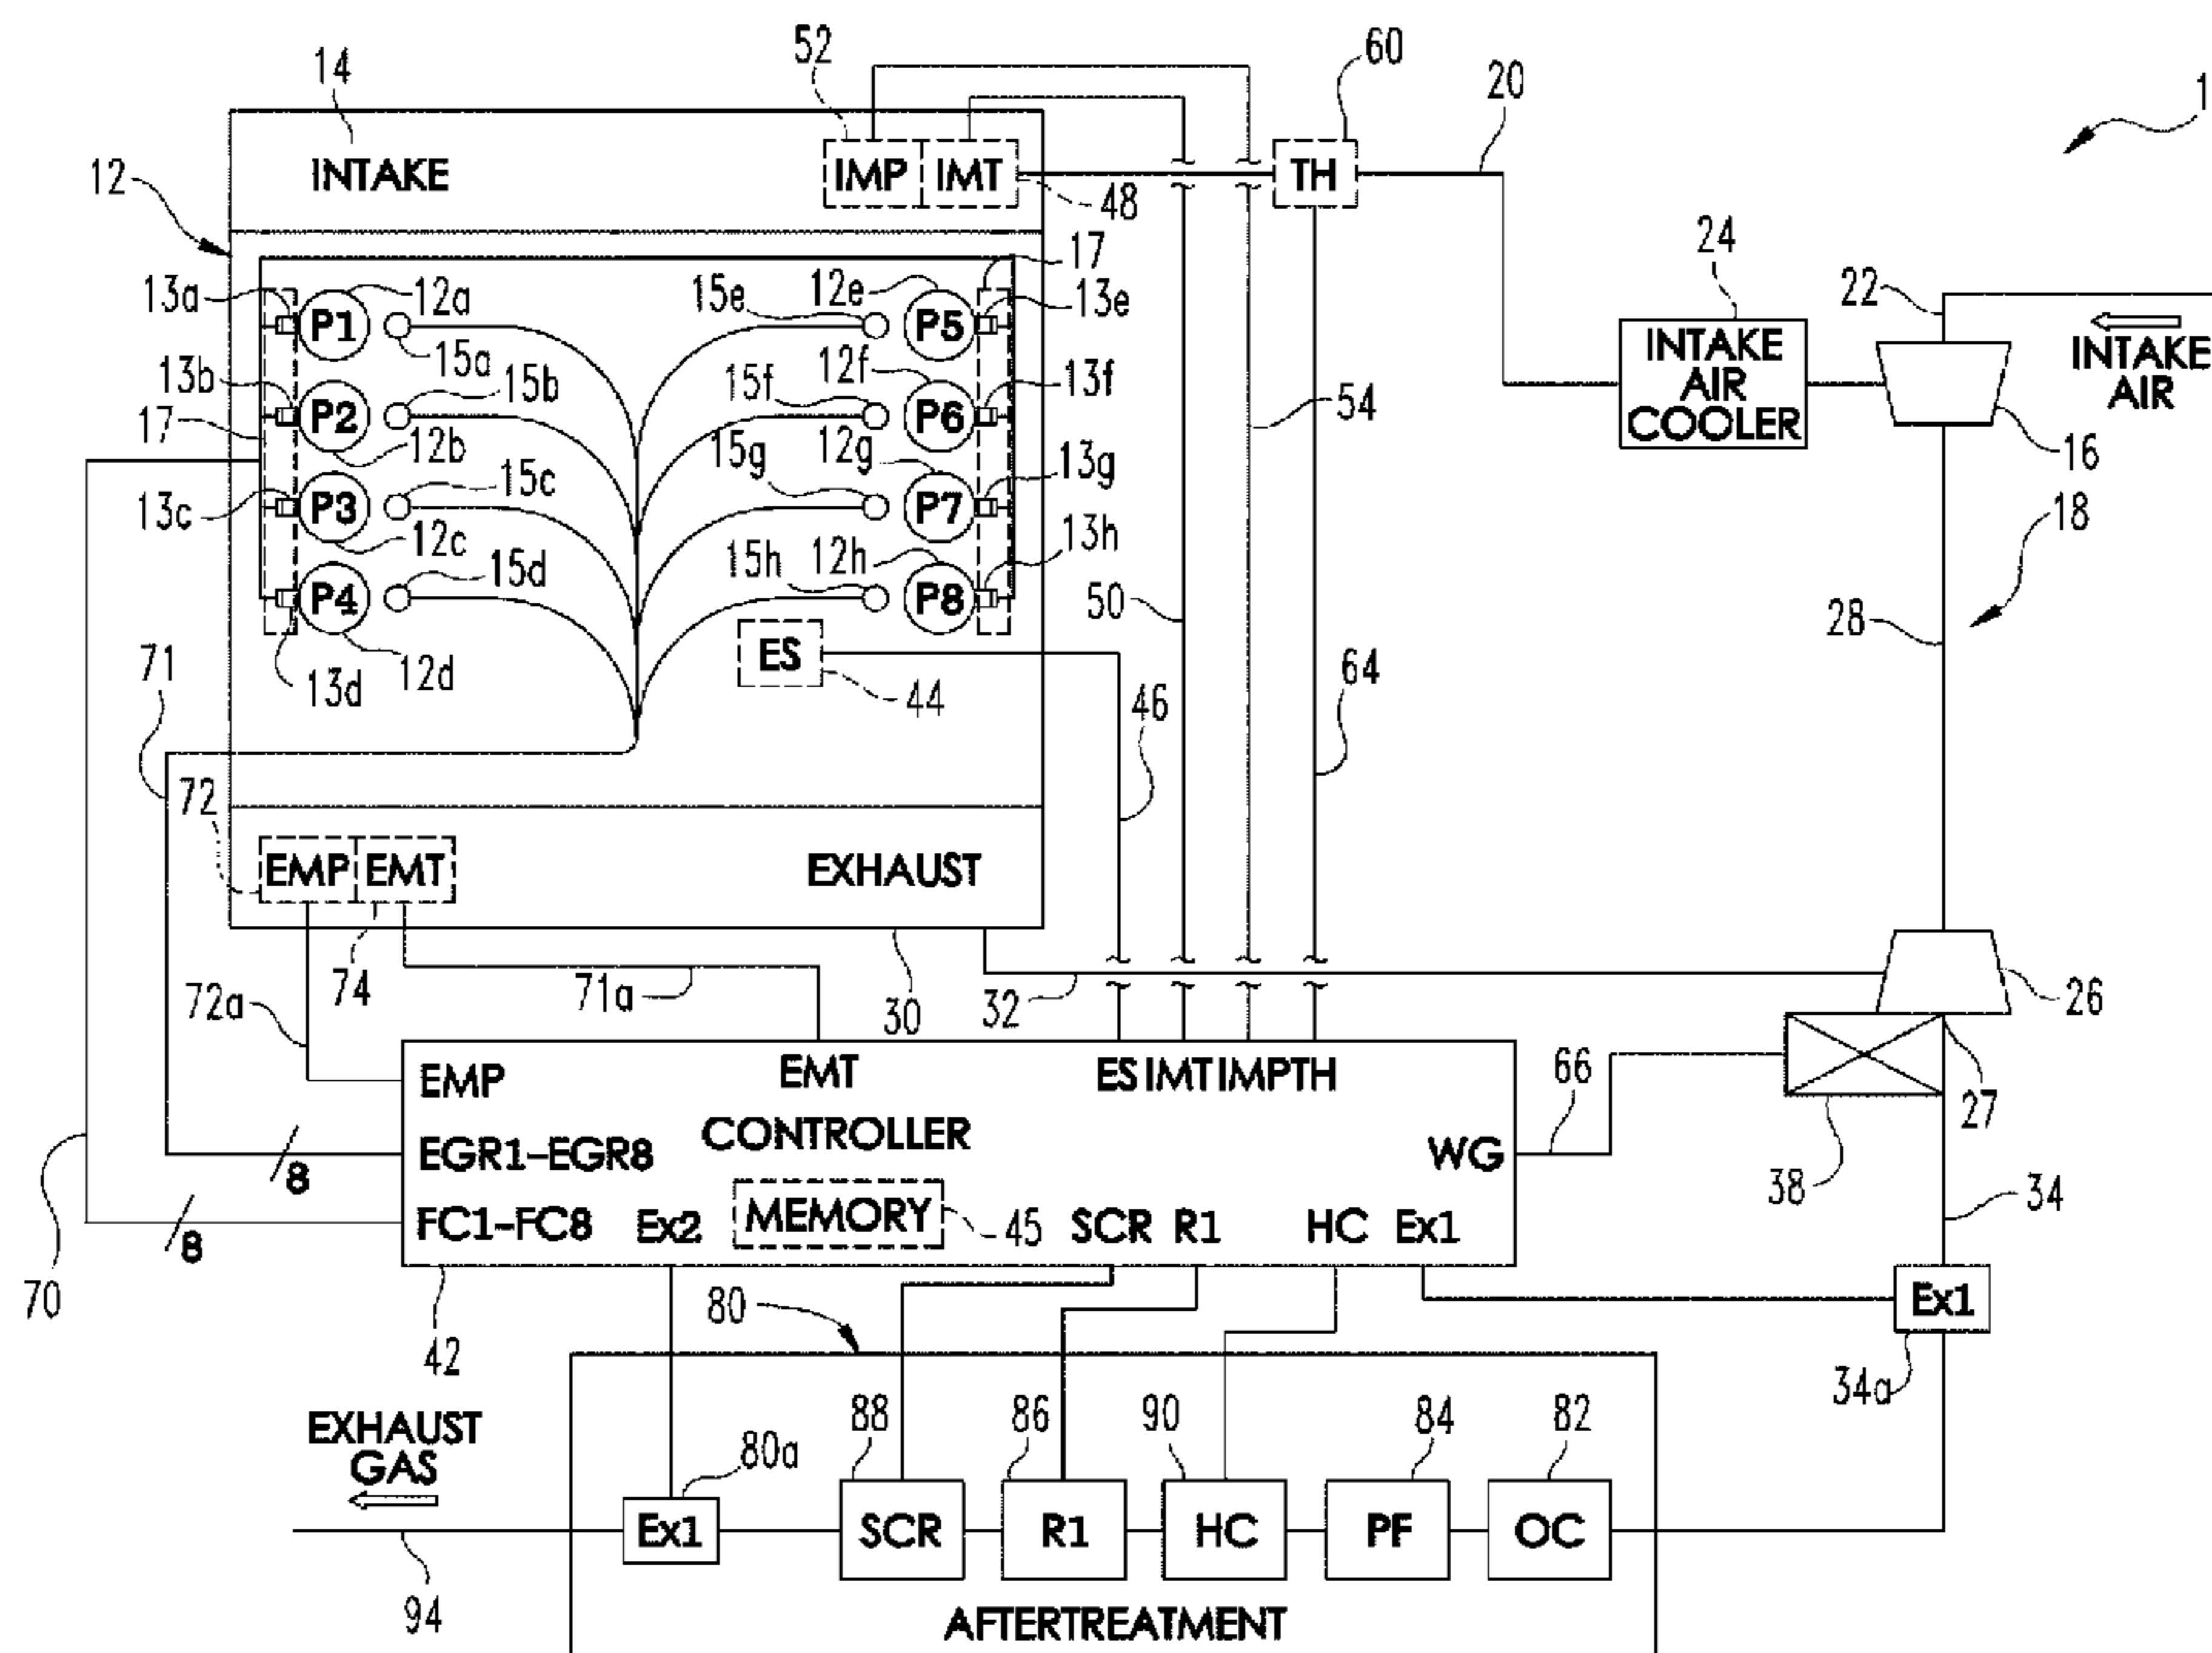 52
60
14
20
1
INTAKE
IMP
IMT
TH
12
48
24
22
17
13a
12a
15e
12e
13e
P1
P5
INTAKE
AIR
COOLER
INTAKE
AIR
15a
13b
15b
15f
12f
13f
54
P2
P6
17
16
12b
15c
15g
12g
13g
P3
P7
13c
18
12c
15d
15h
12h
13h
50
28
P4
P8
71
13d
12d
ES
44
46
64
72
EMP
EMT
EXHAUST
72a
74
71a
30
32
26
EMP
EMT
ES
IMT
IMP
TH
66
27
CONTROLLER
EGR1-EGR8
WG
8
38
34
MEMORY
45
FC1-FC8
Ex2
SCR
R1
HC
Ex1
8
70
80
Ex1
42
34a
88
86
90
84
82
EXHAUST
GAS
80a
Ex1
SCR
R1
HC
PF
OC
94
AFTERTREATMENT